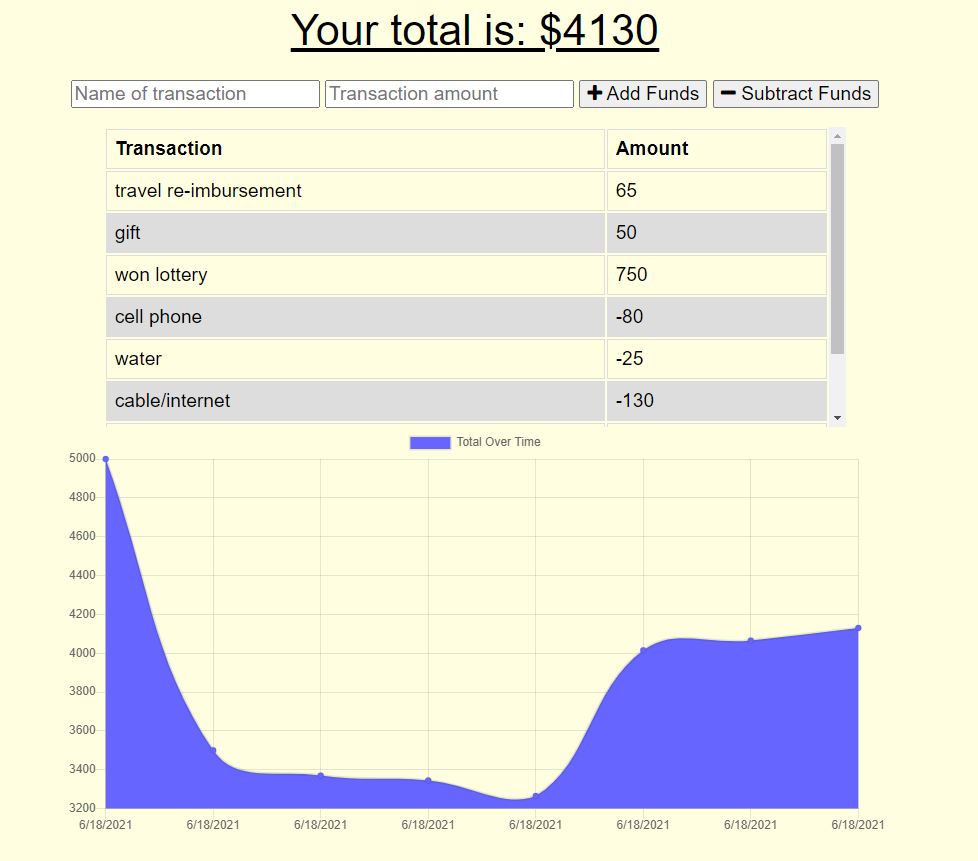 Your total is: $4130
Name of transaction Transaction amount Add Funds Subtract Funds
Transaction Amount
travel re-imbursement 65
gift 50
won lottery 750
cell phone -80
water -25
cable/internet -130
Total Over Time
5000
4800
4600
4400
4200
4000
3800
3600
3400
3200
6/18/2021 6/18/2021 6/18/2021 6/18/2021 6/18/2021 6/18/2021 6/18/2021 6/18/2021